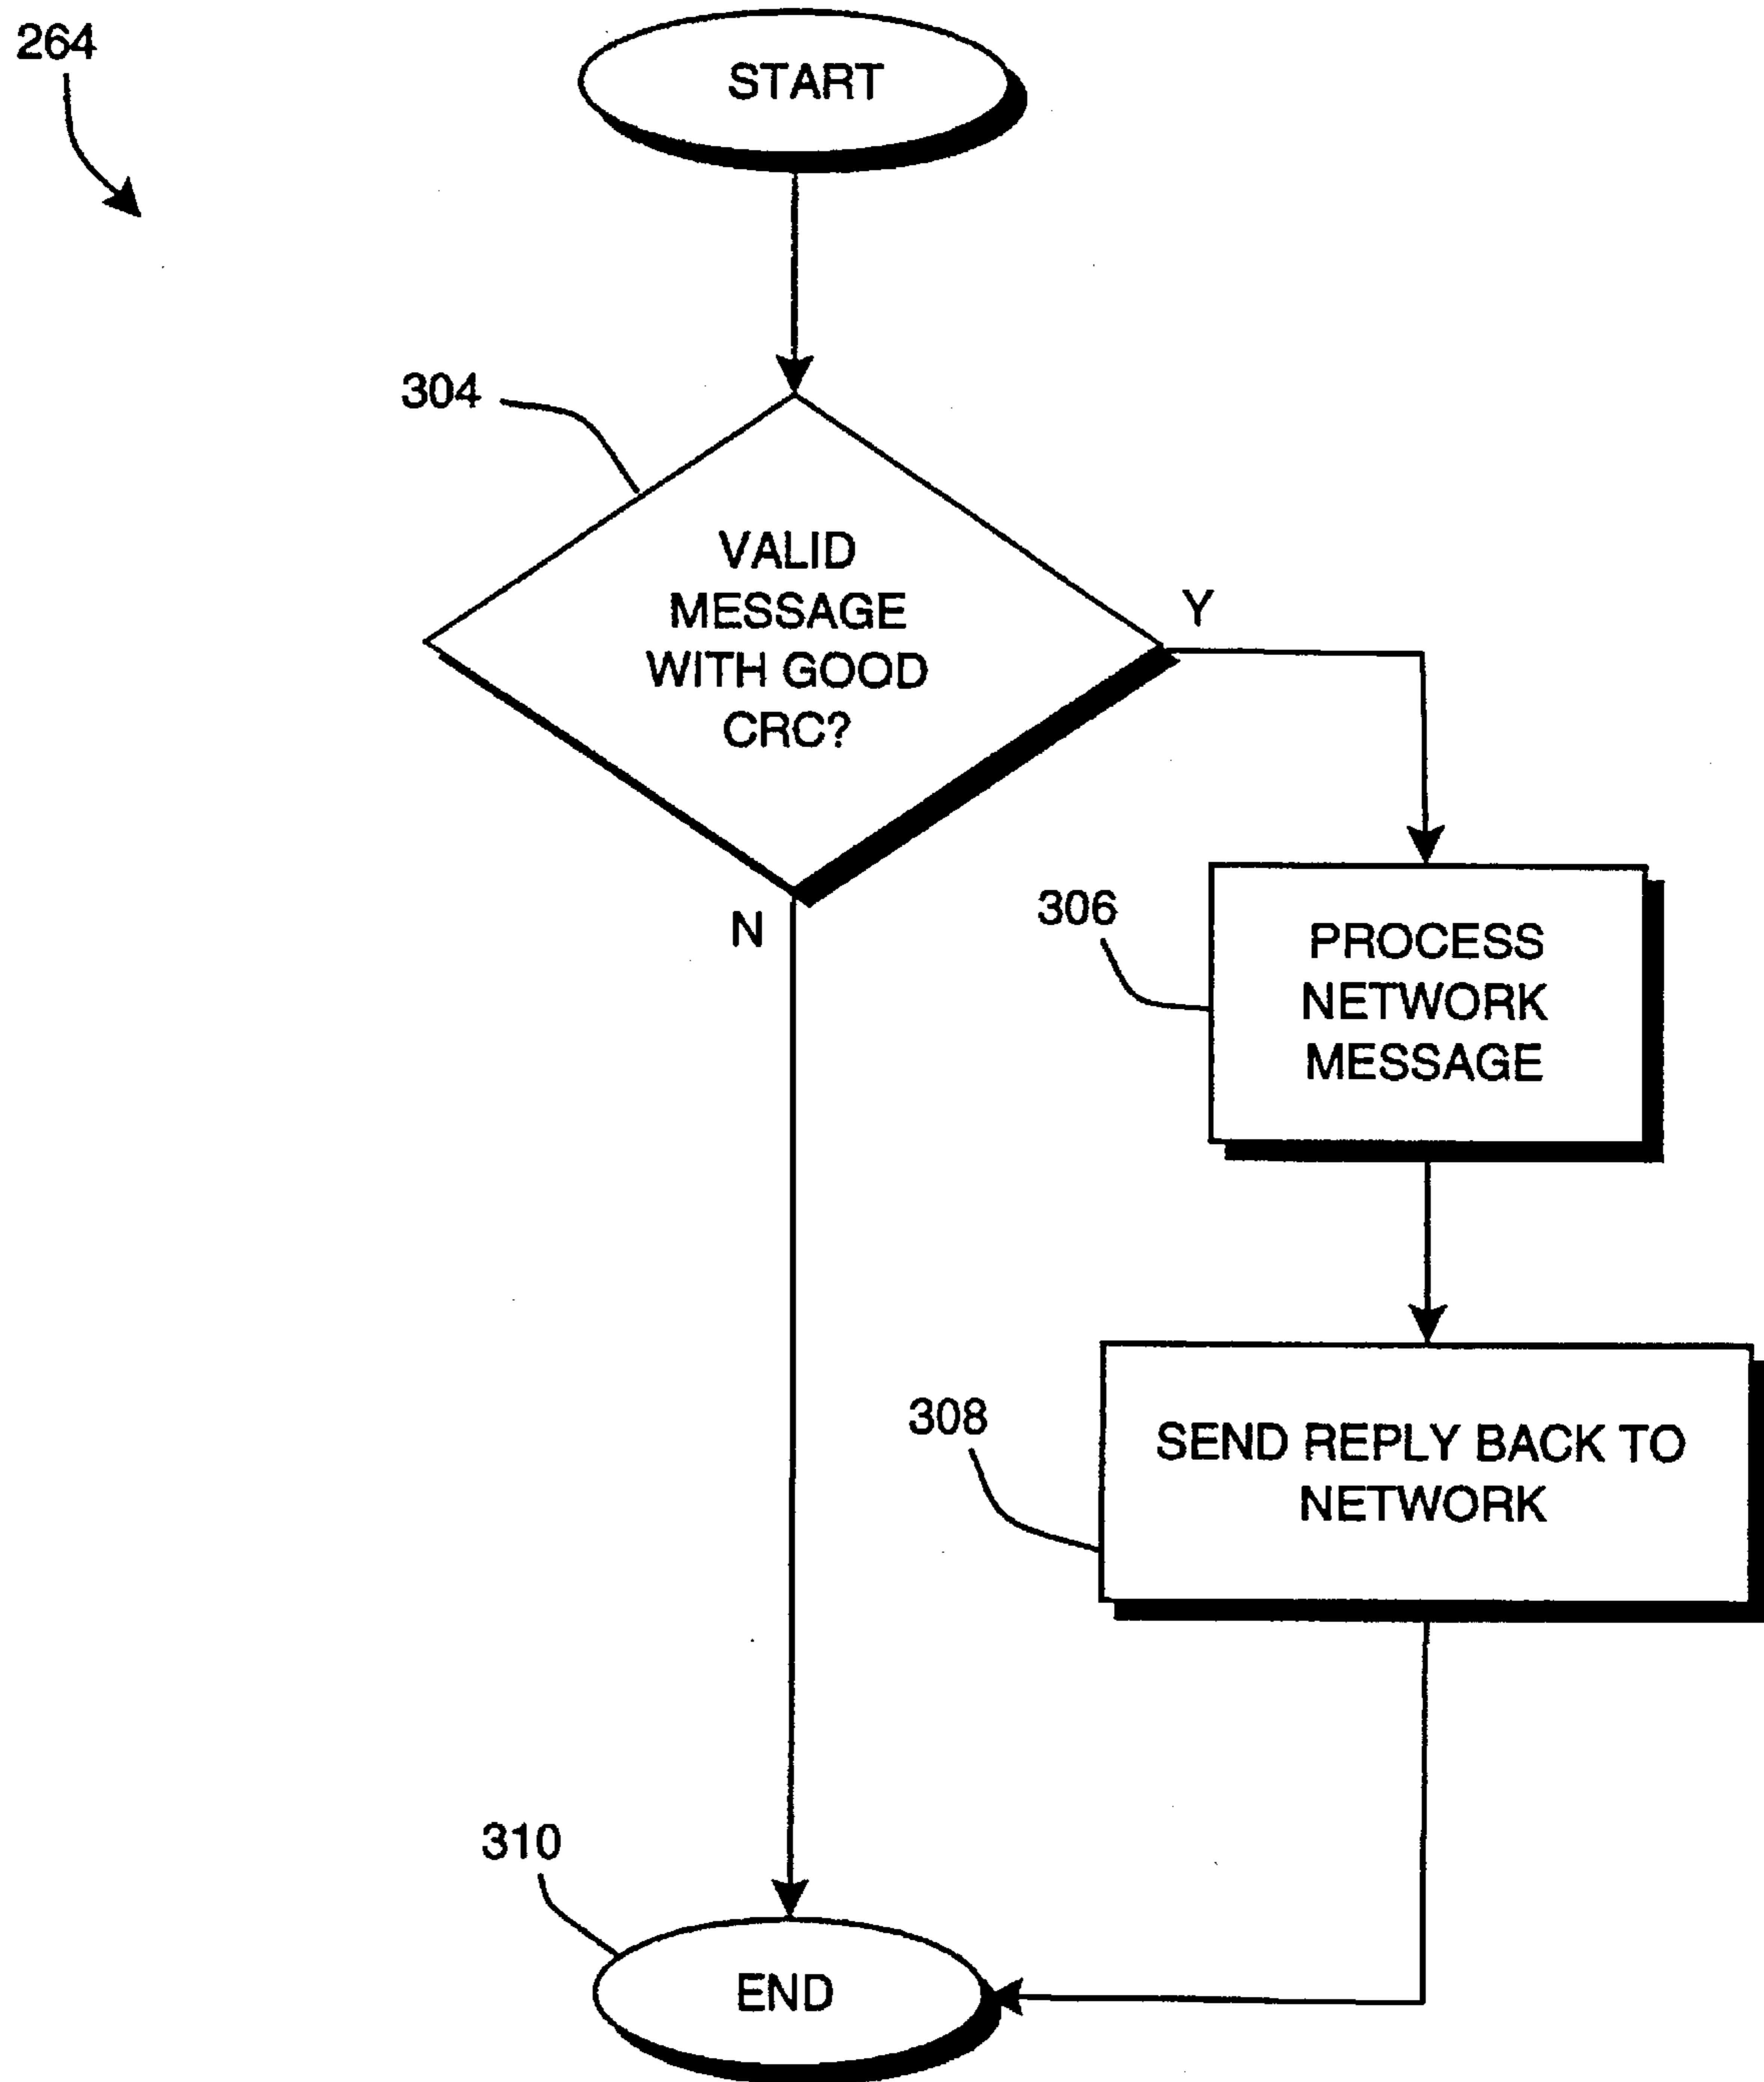 264
START
304
VALID
MESSAGE
WITH GOOD
CRC?
Y
N
306
PROCESS
NETWORK
MESSAGE
308
SEND REPLY BACK TO
NETWORK
310
END